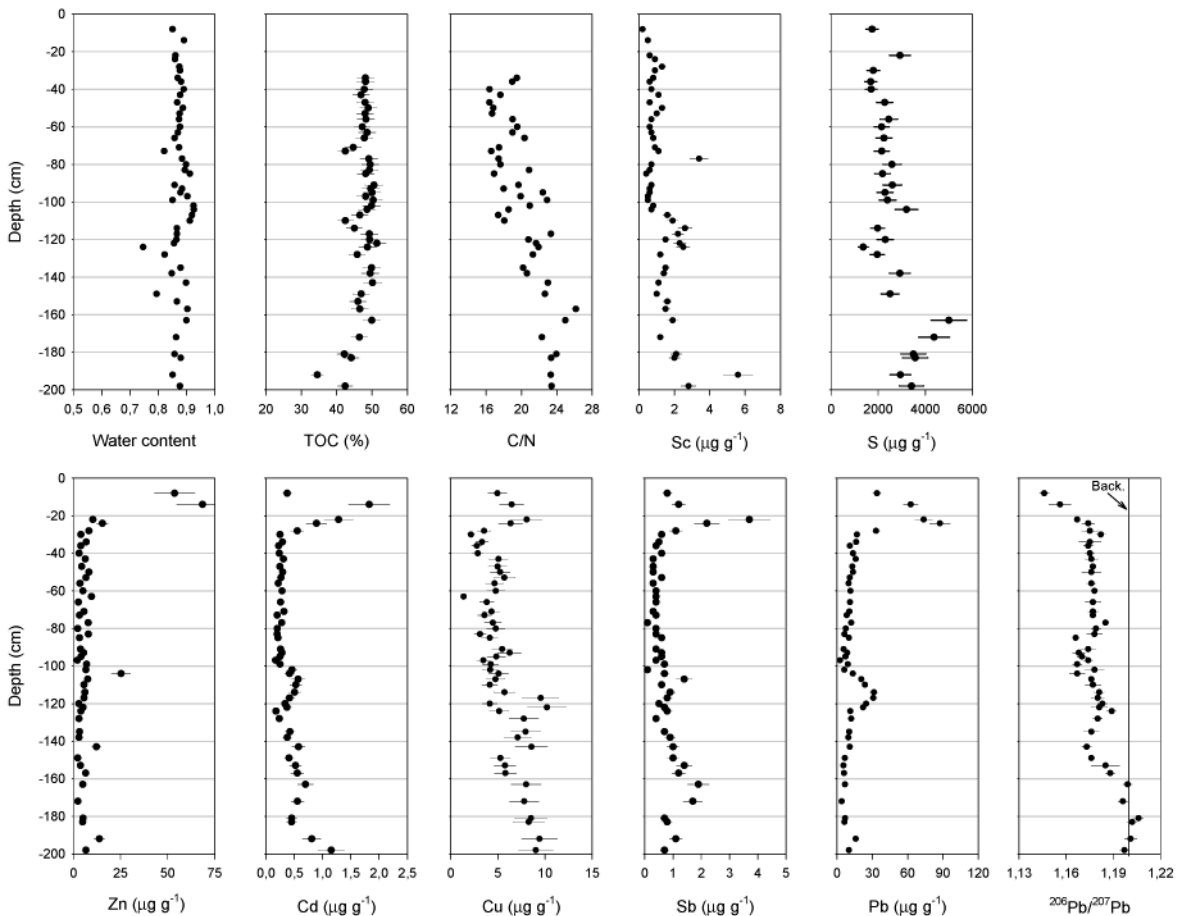 0
-20
-40
-60
-80
-100
-120
-140
-160
-180
-200
Depth (cm)
0,5 0,6 0,7 0,8 0,9 1,0
20 30 40 50 60
12 16 20 24 28
0 2 4 6 8
0 2000 4000 6000
Water content
TOC (%)
C/N
Sc (µg g⁻¹)
S (µg g⁻¹)
0
-20
-40
-60
-80
-100
-120
-140
-160
-180
-200
Depth (cm)
Back.
0 25 50 75
0,0 0,5 1,0 1,5 2,0 2,5
0 5 10 15
0 1 2 3 4 5
0 30 60 90 120
1,13 1,16 1,19 1,22
Zn (µg g⁻¹)
Cd (µg g⁻¹)
Cu (µg g⁻¹)
Sb (µg g⁻¹)
Pb (µg g⁻¹)
²⁰⁶Pb/²⁰⁷Pb